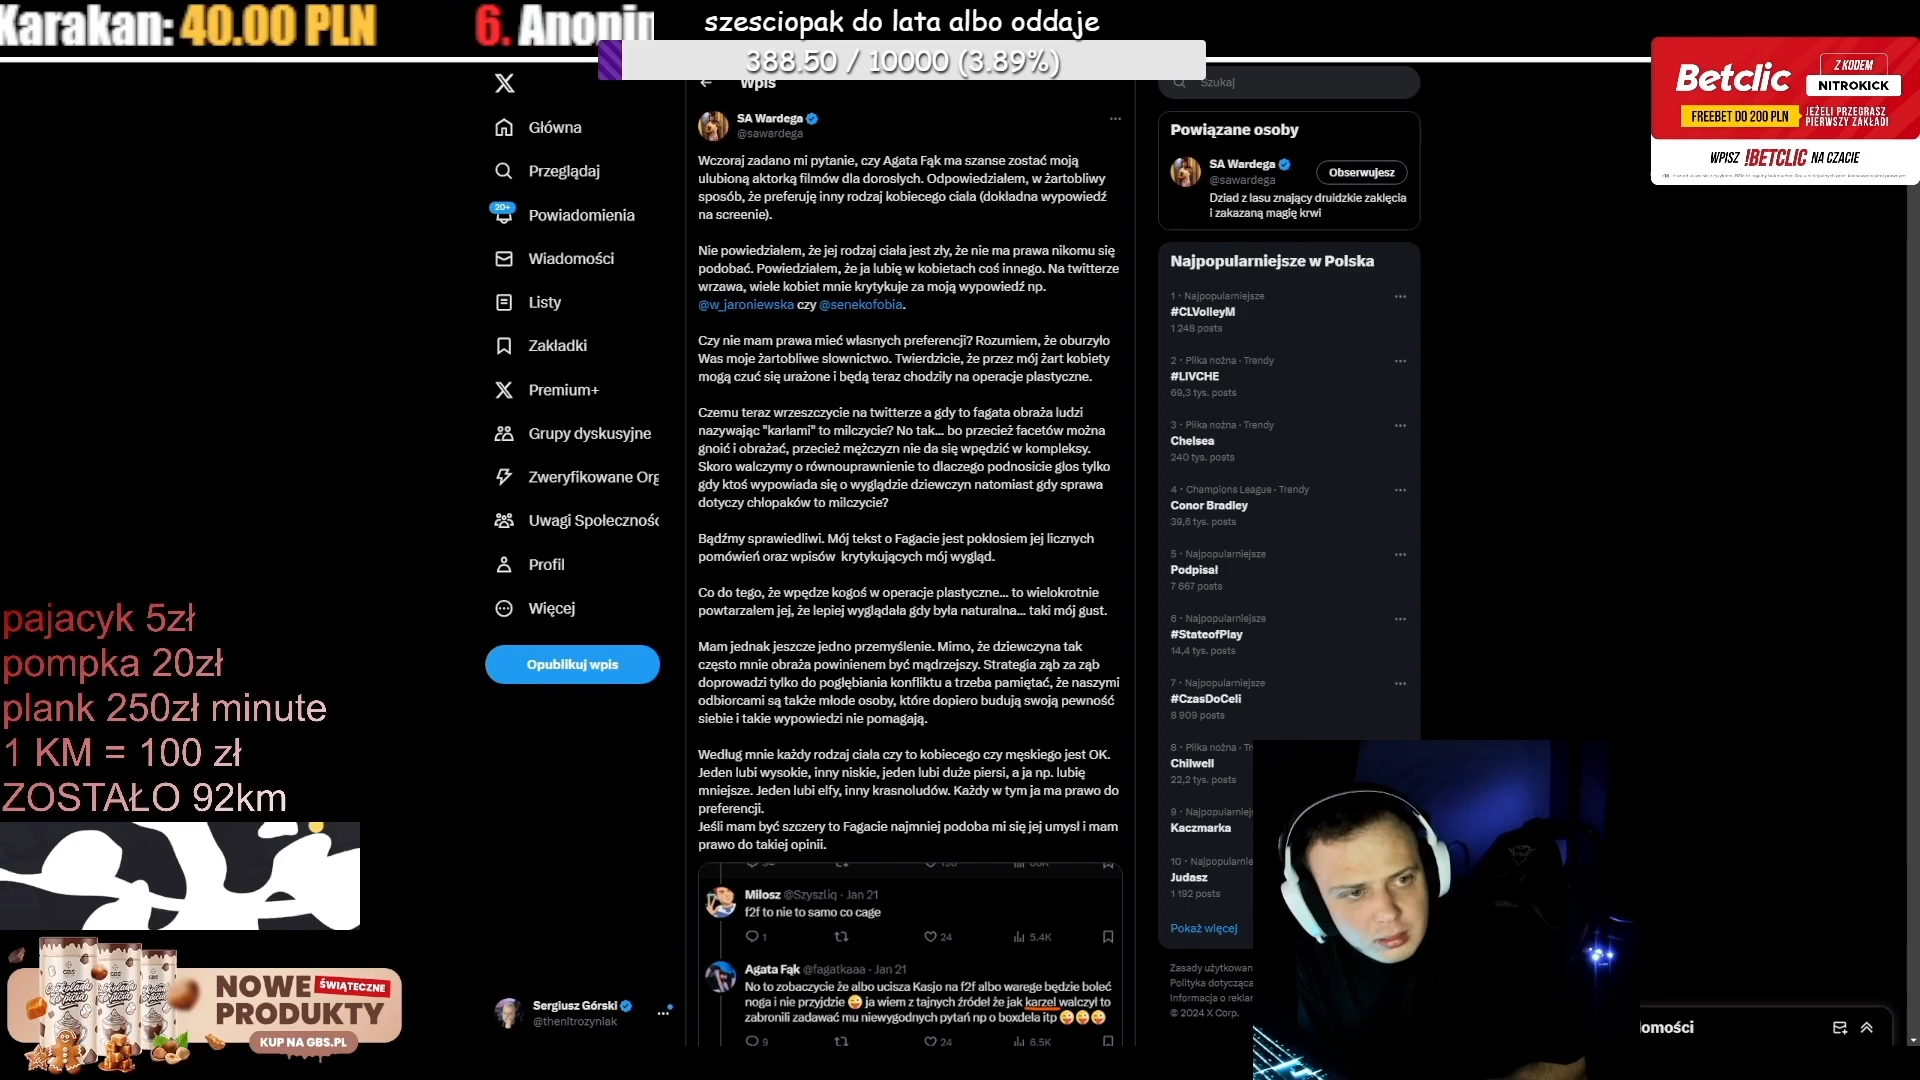 Karakan: 40.00 PLN
6. Anonin
szesciopak do lata albo oddaje
388.50 / 10000 (3.89%)
Betclic
Z KODEM
NITROKICK
FREEBET DO 200 PLN
JEŻELI PRZEGRASZ
PIERWSZY ZAKŁAD!
WPISZ !BETCLIC NA CZACIE
Główna
Przeglądaj
20+
Powiadomienia
Wiadomości
Listy
Zakładki
Premium+
Grupy dyskusyjne
Zweryfikowane Org
Uwagi Społecznośc
Profil
Więcej
Opublikuj wpis
Sergiusz Górski
@thenitrozyniak
Wpis
SA Wardega
@sawardega
Wczoraj zadano mi pytanie, czy Agata Fąk ma szanse zostać moją
ulubioną aktorką filmów dla dorosłych. Odpowiedziałem, w żartobliwy
sposób, że preferuję inny rodzaj kobiecego ciała (dokładna wypowiedź
na screenie).
Nie powiedziałem, że jej rodzaj ciała jest zły, że nie ma prawa nikomu się
podobać. Powiedziałem, że ja lubię w kobietach coś innego. Na twitterze
wrzawa, wiele kobiet mnie krytykuje za moją wypowiedź np.
@w_jaroniewska czy @senekofobia.
Czy nie mam prawa mieć własnych preferencji? Rozumiem, że oburzyło
Was moje żartobliwe słownictwo. Twierdzicie, że przez mój żart kobiety
mogą czuć się urażone i będą teraz chodziły na operacje plastyczne.
Czemu teraz wrzeszczycie na twitterze a gdy to fagata obraża ludzi
nazywając "karłami" to milczycie? No tak... bo przecież facetów można
gnoić i obrażać, przecież mężczyzn nie da się wpędzić w kompleksy.
Skoro walczymy o równouprawnienie to dlaczego podnosicie głos tylko
gdy ktoś wypowiada się o wyglądzie dziewczyn natomiast gdy sprawa
dotyczy chłopaków to milczycie?
Bądźmy sprawiedliwi. Mój tekst o Fagacie jest pokłosiem jej licznych
pomówień oraz wpisów krytykujących mój wygląd.
Co do tego, że wpędze kogoś w operacje plastyczne... to wielokrotnie
powtarzałem jej, że lepiej wyglądała gdy była naturalna... taki mój gust.
Mam jednak jeszcze jedno przemyślenie. Mimo, że dziewczyna tak
często mnie obraża powinienem być mądrzejszy. Strategia ząb za ząb
doprowadzi tylko do pogłębiania konfliktu a trzeba pamiętać, że naszymi
odbiorcami są także młode osoby, które dopiero budują swoją pewność
siebie i takie wypowiedzi nie pomagają.
Według mnie każdy rodzaj ciała czy to kobiecego czy męskiego jest OK.
Jeden lubi wysokie, inny niskie, jeden lubi duże piersi, a ja np. lubię
mniejsze. Jeden lubi elfy, inny krasnoludów. Każdy w tym ja ma prawo do
preferencji.
Jeśli mam być szczery to Fagacie najmniej podoba mi się jej umysł i mam
prawo do takiej opinii.
Miłosz @Szyszliq · Jan 21
f2f to nie to samo co cage
1 24 5.4K
Agata Fąk @fagatkaaa · Jan 21
No to zobaczycie że albo ucisza Kasjo na f2f albo warege będzie boleć
noga i nie przyjdzie 😜 ja wiem z tajnych źródeł że jak karzel walczył to
zabronili zadawać mu niewygodnych pytań np o boxdela itp 😜😜😜
9 24 6.5K
Szukaj
Powiązane osoby
SA Wardega
@sawardega
Obserwujesz
Dziad z lasu znający druidzkie zaklęcia
i zakazaną magię krwi
Najpopularniejsze w Polska
1 · Najpopularniejsze
#CLVolleyM
1 248 posts
2 · Piłka nożna · Trendy
#LIVCHE
69,3 tys. posts
3 · Piłka nożna · Trendy
Chelsea
240 tys. posts
4 · Champions League · Trendy
Conor Bradley
39,6 tys. posts
5 · Najpopularniejsze
Podpisał
7 667 posts
6 · Najpopularniejsze
#StateofPlay
14,4 tys. posts
7 · Najpopularniejsze
#CzasDoCeli
8 909 posts
8 · Piłka nożna · Tr
Chilwell
22,2 tys. posts
9 · Najpopularniejs
Kaczmarka
10 · Najpopularnie
Judasz
1 192 posts
Pokaż więcej
Zasady użytkowan
Polityka dotycząca
Informacja o reklar
© 2024 X Corp.
lomości
pajacyk 5zł
pompka 20zł
plank 250zł minute
1 KM = 100 zł
ZOSTAŁO 92km
NOWE ŚWIĄTECZNE
PRODUKTY
KUP NA GBS.PL